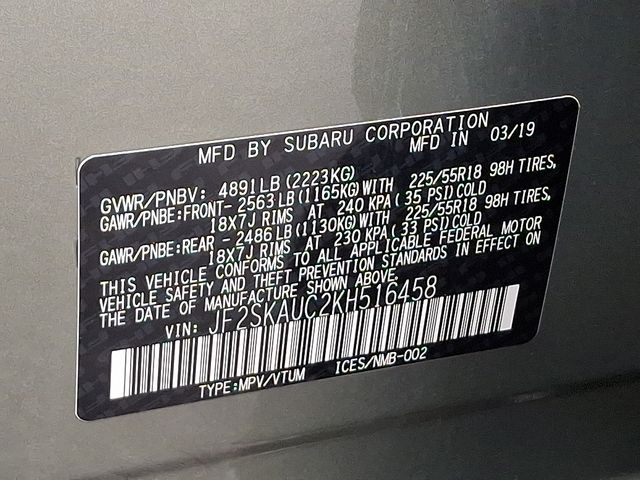 MFD BY SUBARU CORPORATION
MFD IN 03/19
GVWR/PNBV: 4891LB(2223KG)
GAWR/PNBE:FRONT-2563LB(1165KG)WITH 225/55R18 98H TIRES,
18X7J RIMS AT 240 KPA(35 PSI)COLD
GAWR/PNBE:REAR -2486LB(1130KG)WITH 225/55R18 98H TIRES,
18X7J RIMS AT 230 KPA(33 PSI)COLD
THIS VEHICLE CONFORMS TO ALL APPLICABLE FEDERAL MOTOR
VEHICLE SAFETY AND THEFT PREVENTION STANDARDS IN EFFECT ON
THE DATE OF MANUFACTURE SHOWN ABOVE.
VIN: JF2SKAUC2KH516458
TYPE:MPV/VTUM ICES/NMB-002